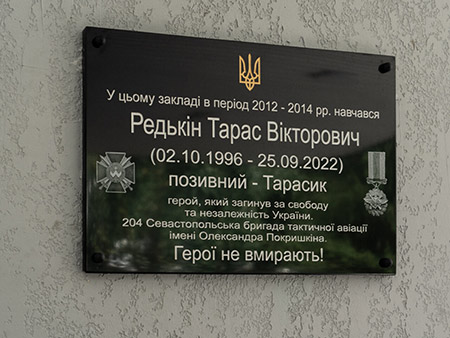 У цьому закладі в період 2012 - 2014 рр. навчався
Редькін Тарас Вікторович
(02.10.1996 - 25.09.2022)
позивний - Тарасик
герой, який загинув за свободу
та незалежність України.
204 Севастопольська бригада тактичної авіації
імені Олександра Покришкіна.
Герої не вмирають!